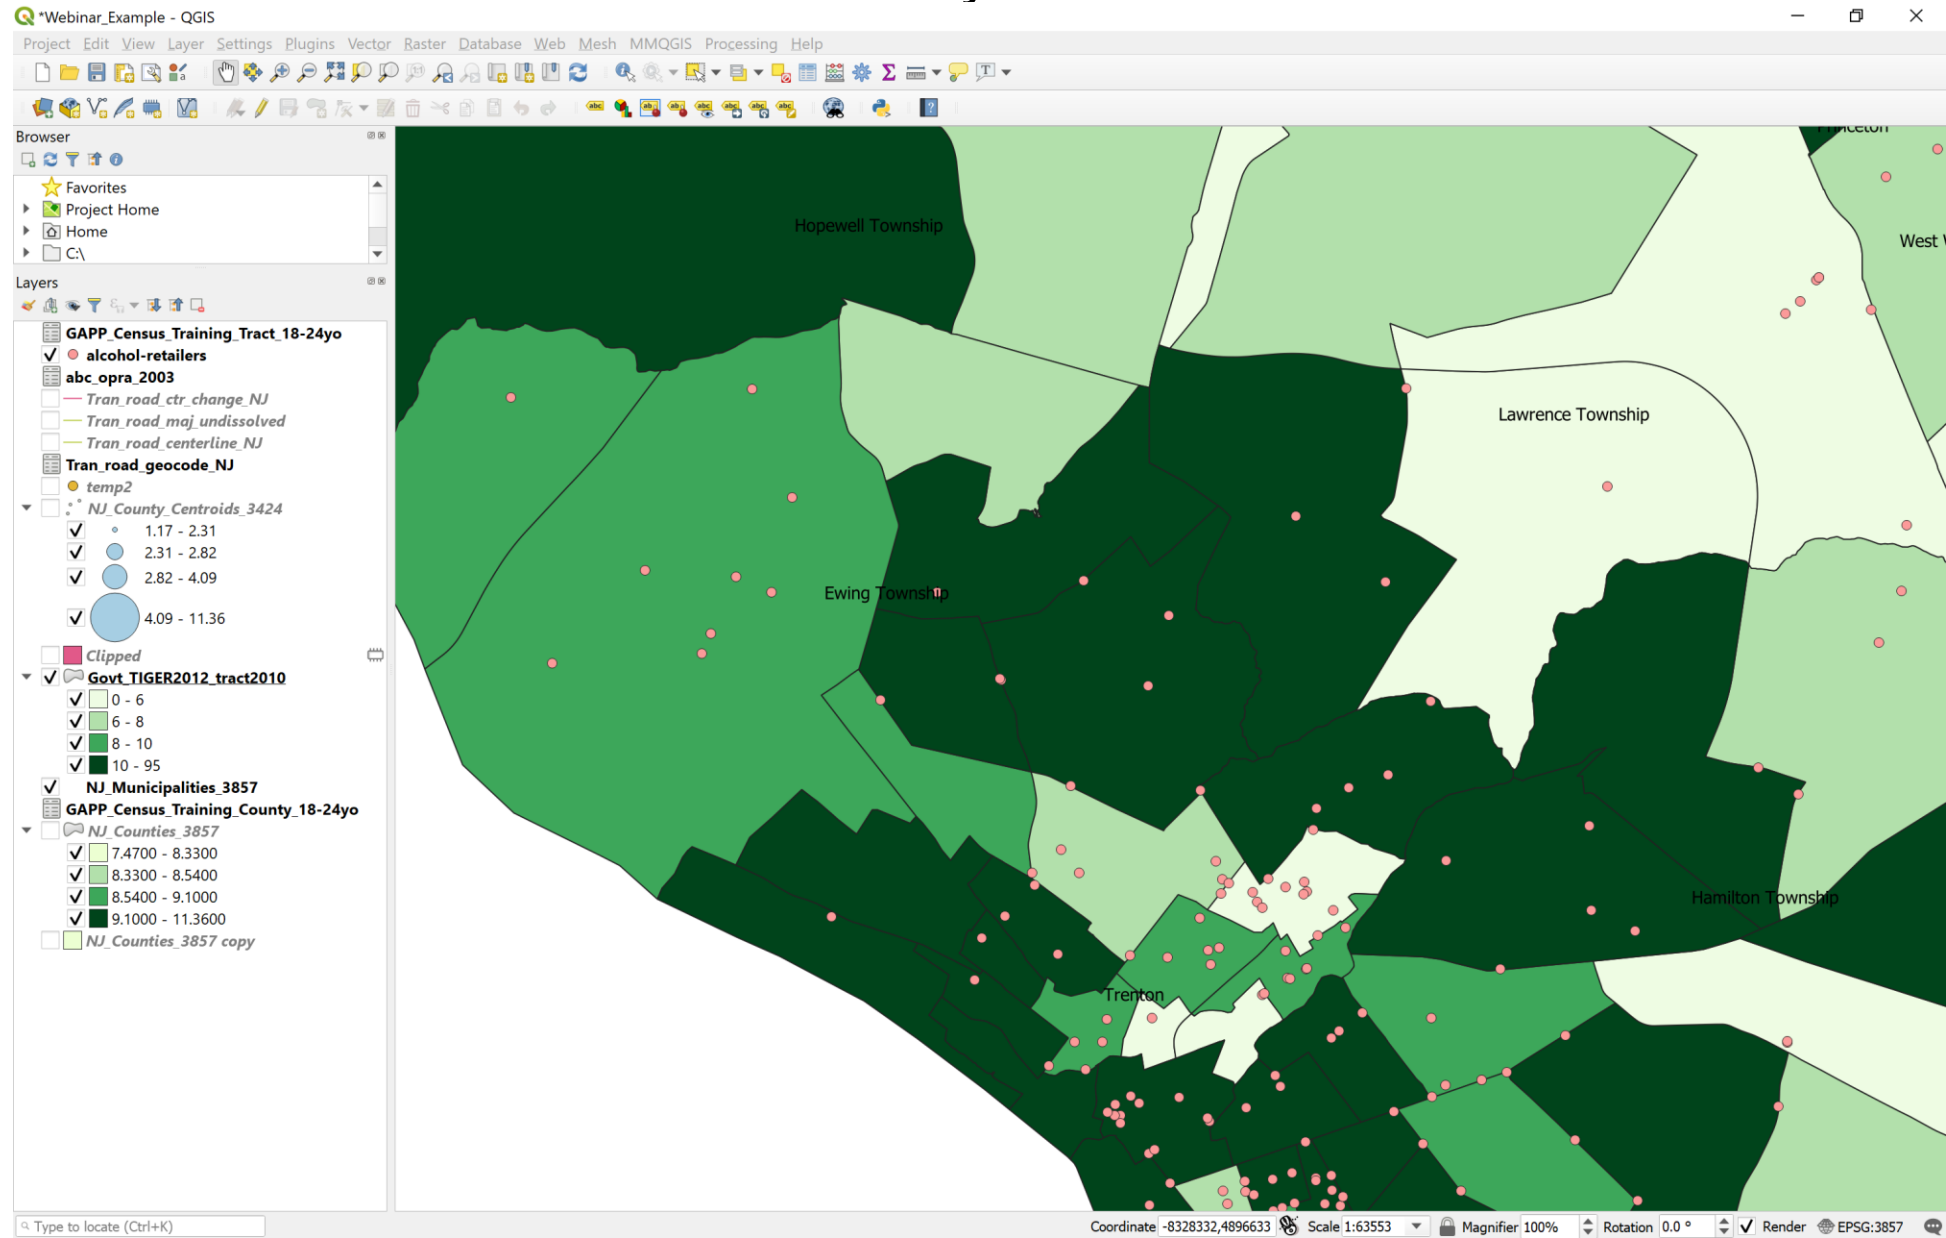 *Webinar_Example - QGIS
Project Edit View Layer Settings Plugins Vector Raster Database Web Mesh MMQGIS Processing Help
Browser
Favorites
Project Home
Home
C:\
Layers
GAPP_Census_Training_Tract_18-24yo
alcohol-retailers
abc_opra_2003
Tran_road_ctr_change_NJ
Tran_road_maj_undissolved
Tran_road_centerline_NJ
Tran_road_geocode_NJ
temp2
NJ_County_Centroids_3424
1.17 - 2.31
2.31 - 2.82
2.82 - 4.09
4.09 - 11.36
Clipped
Govt_TIGER2012_tract2010
0 - 6
6 - 8
8 - 10
10 - 95
NJ_Municipalities_3857
GAPP_Census_Training_County_18-24yo
NJ_Counties_3857
7.4700 - 8.3300
8.3300 - 8.5400
8.5400 - 9.1000
9.1000 - 11.3600
NJ_Counties_3857 copy
Princeton
Hopewell Township
West
Lawrence Township
Ewing Township
Hamilton Township
Trenton
Type to locate (Ctrl+K)
Coordinate -8328332,4896633 Scale 1:63553 Magnifier 100% Rotation 0.0 ° Render EPSG:3857